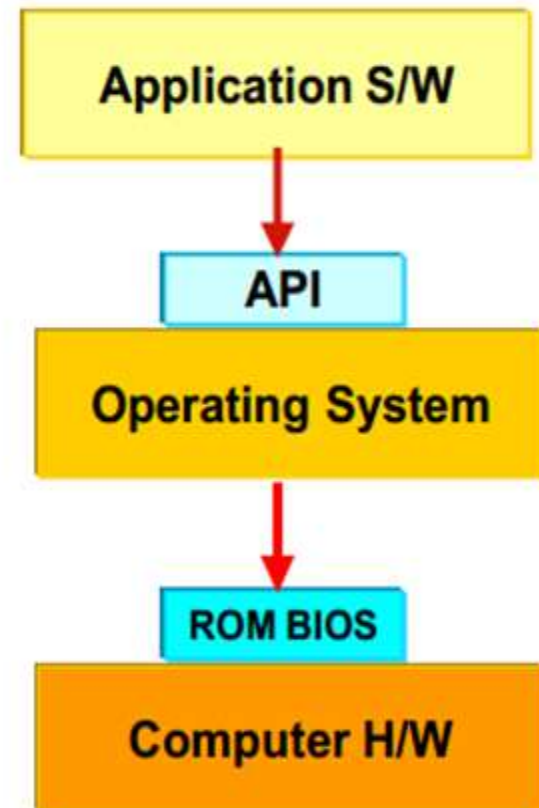 Application S/W
API
Operating System
ROM BIOS
Computer H/W